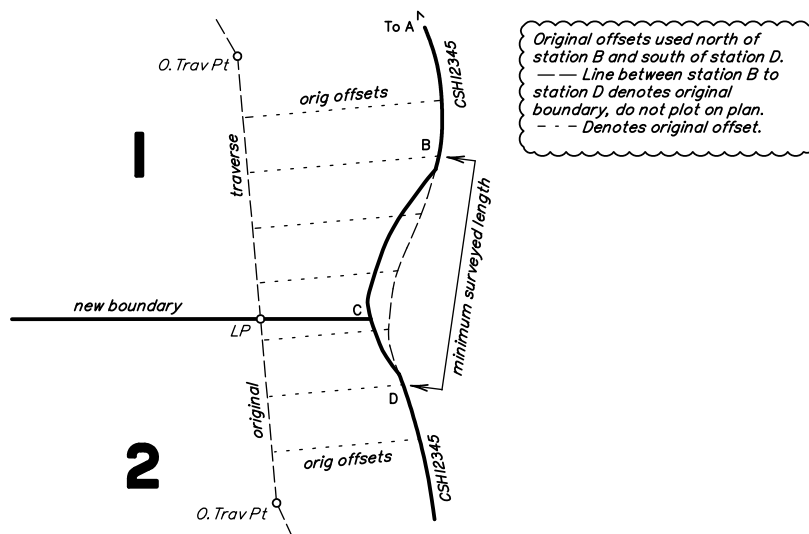 To A
O. Trav Pt
CSH12345
orig offsets
B
1
traverse
minimum surveyed length
new boundary
C
LP
D
original
2
orig offsets
CSH12345
O. Trav Pt
Original offsets used north of
station B and south of station D.
— — Line between station B to
station D denotes original
boundary, do not plot on plan.
- - - Denotes original offset.